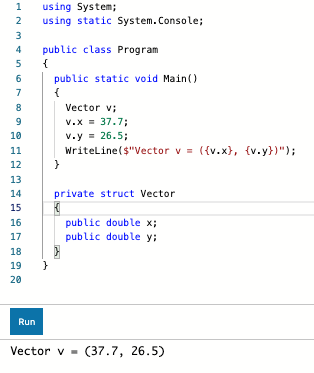 1 using System;
2 using static System.Console;
3
4 public class Program
5 {
6 public static void Main()
7 {
8 Vector v;
9 v.x = 37.7;
10 v.y = 26.5;
11 WriteLine($"Vector v = ({v.x}, {v.y})");
12 }
13
14 private struct Vector
15 {
16 public double x;
17 public double y;
18 }
19 }
20
Run
Vector v = (37.7, 26.5)